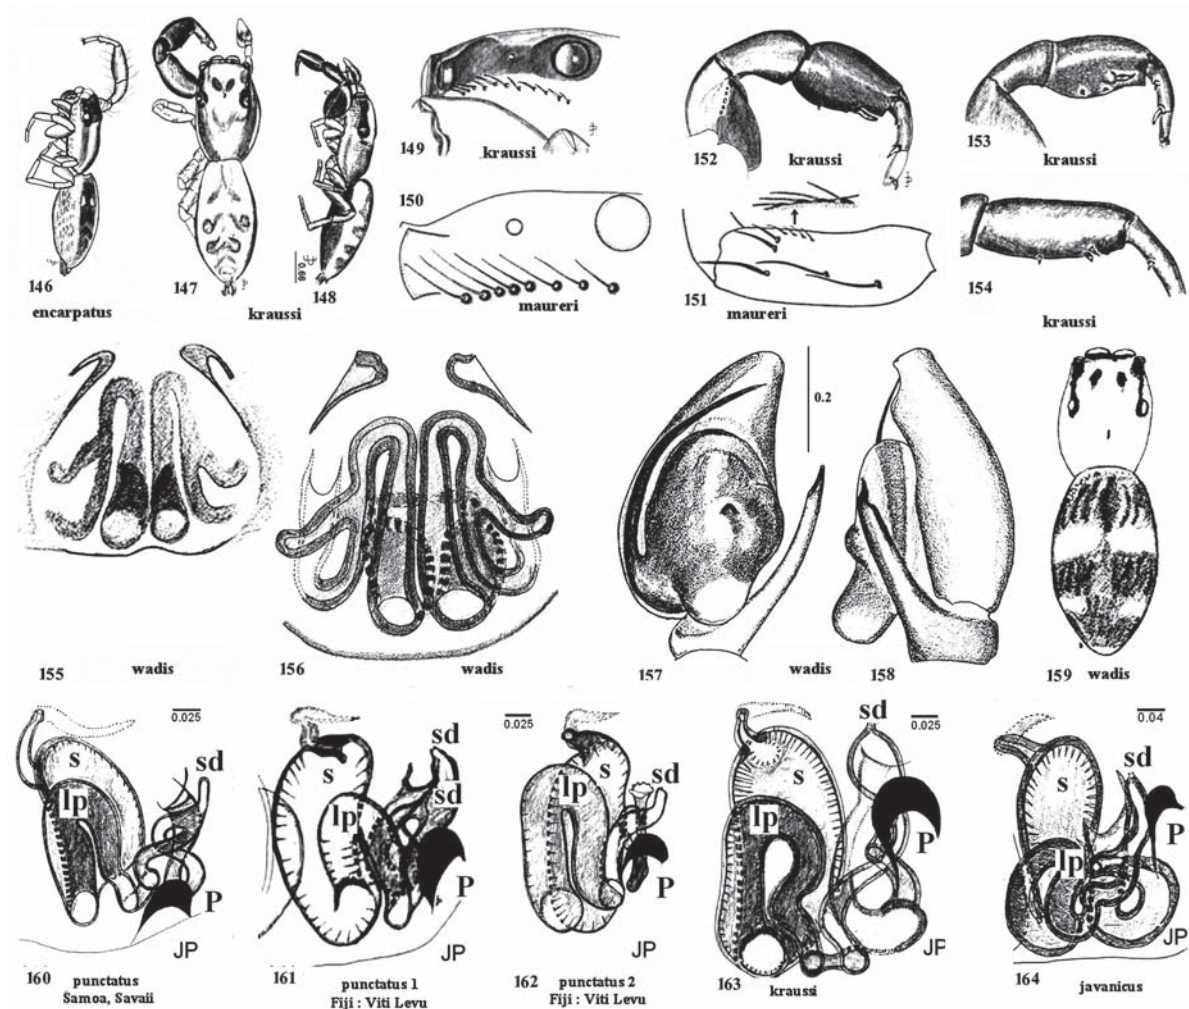 146
encarpatus
147
kraussi
148
0.66
149
kraussi
150
maureri
151
maureri
152
kraussi
153
kraussi
154
kraussi
155
wadis
156
wadis
157
wadis
0.2
158
159
wadis
0.025
s
lp
sd
P
JP
160
punctatus
Samoa, Savaii
s
lp
sd
sd
P
JP
161
punctatus 1
Fiji : Viti Levu
0.025
s
lp
sd
P
JP
162
punctatus 2
Fiji : Viti Levu
sd
0.025
s
lp
P
JP
163
kraussi
0.04
s
sd
lp
P
JP
164
javanicus